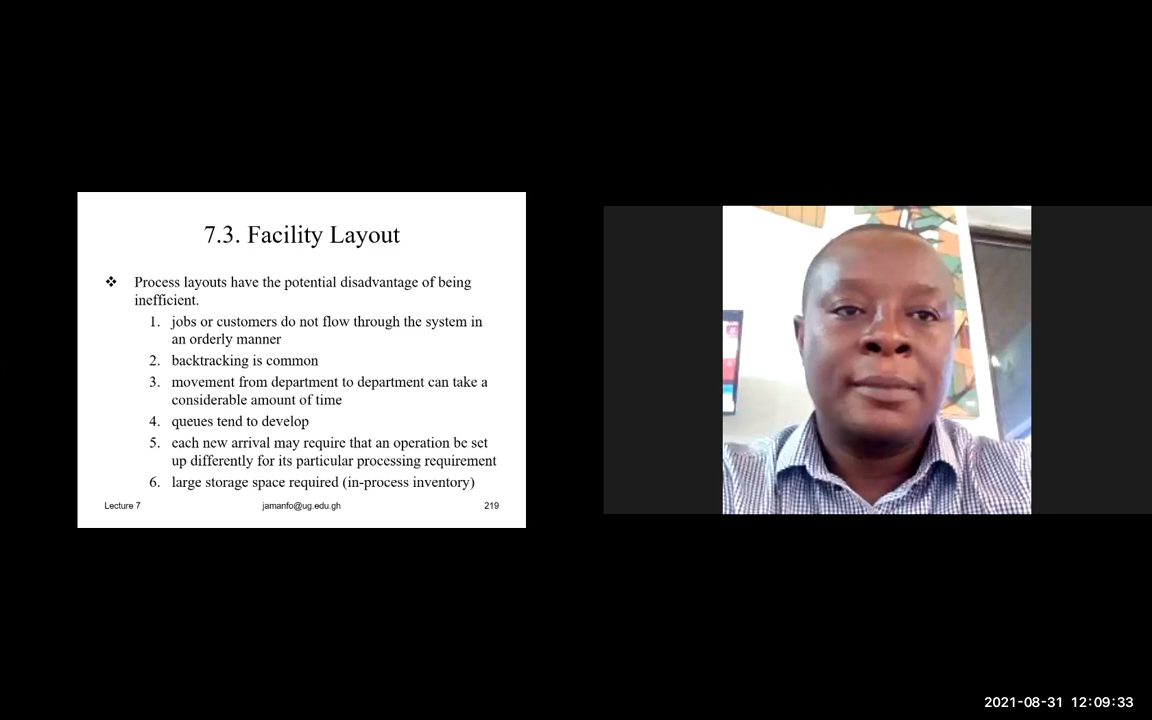 7.3. Facility Layout
❖ Process layouts have the potential disadvantage of being
inefficient.
1. jobs or customers do not flow through the system in
an orderly manner
2. backtracking is common
3. movement from department to department can take a
considerable amount of time
4. queues tend to develop
5. each new arrival may require that an operation be set
up differently for its particular processing requirement
6. large storage space required (in-process inventory)
Lecture 7 jamanfo@ug.edu.gh 219
2021-08-31 12:09:33